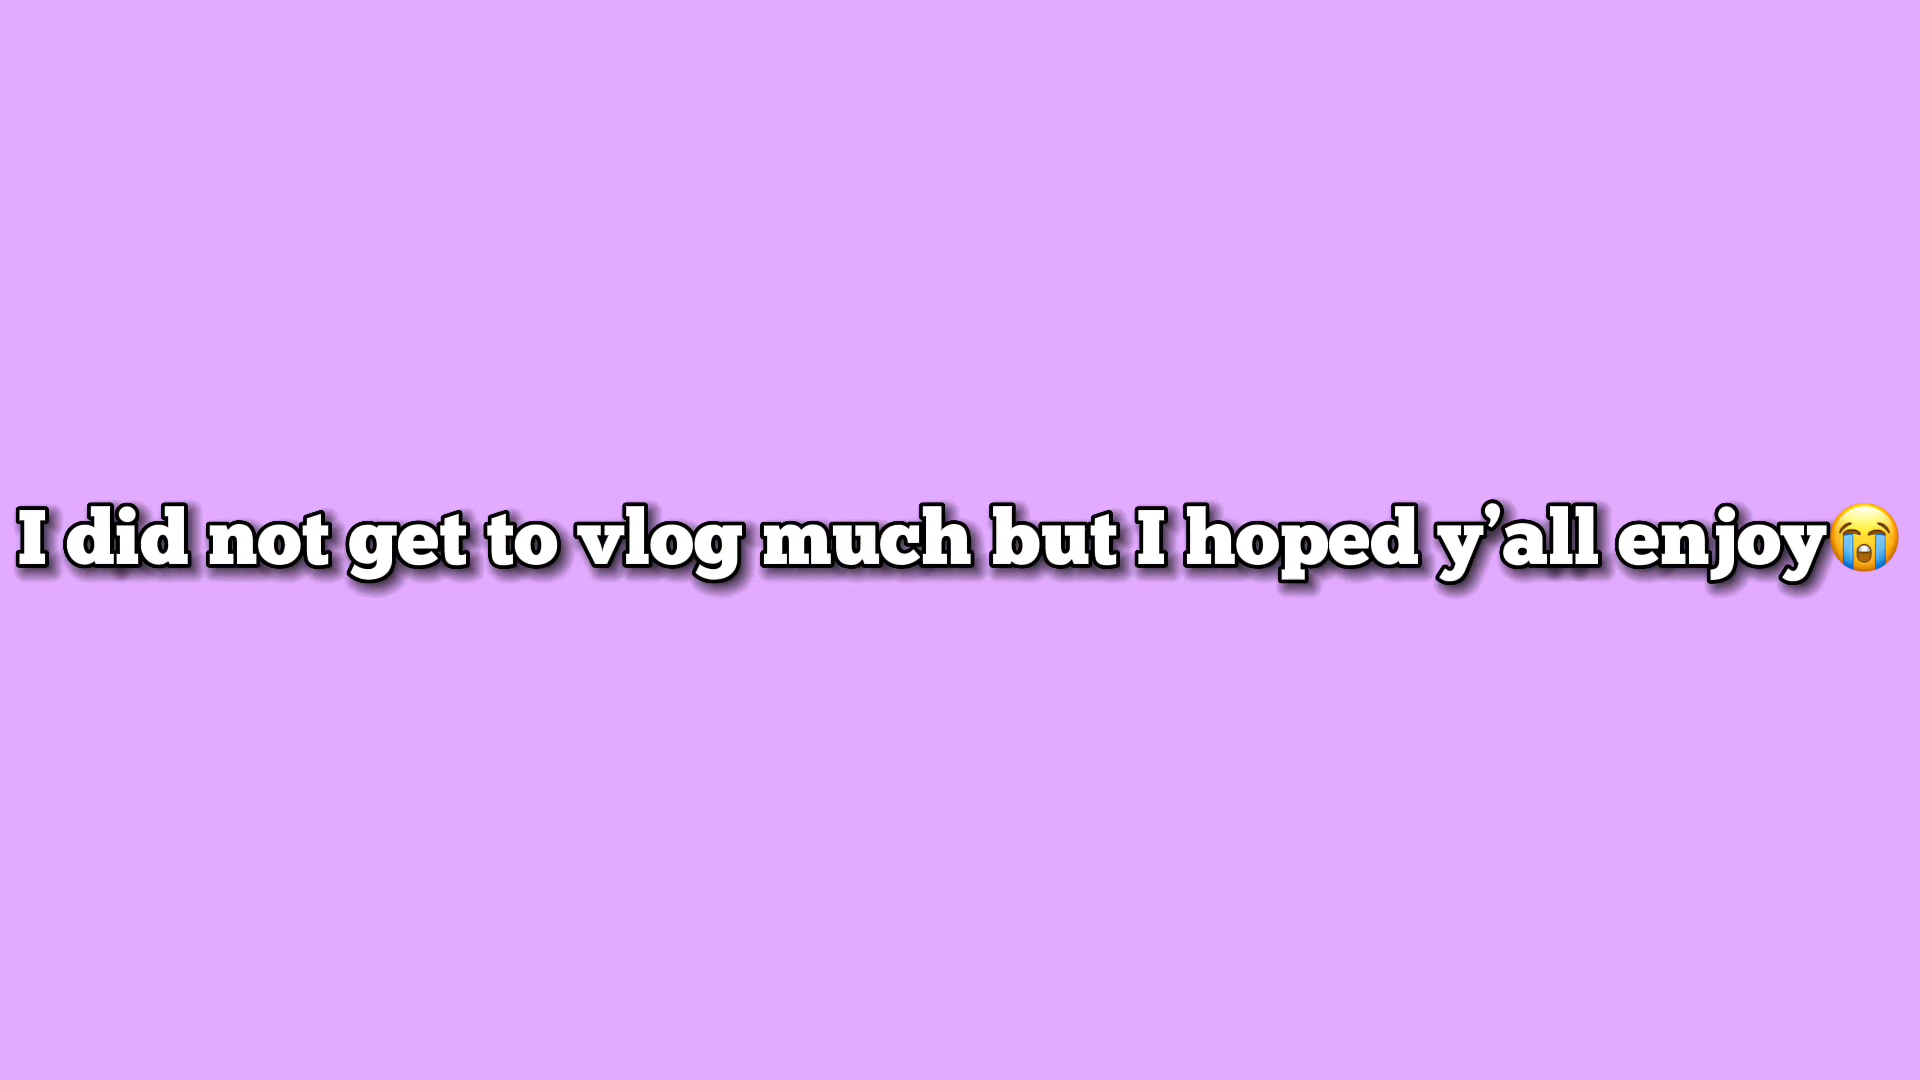 I did not get to vlog much but I hoped y’all enjoy😭